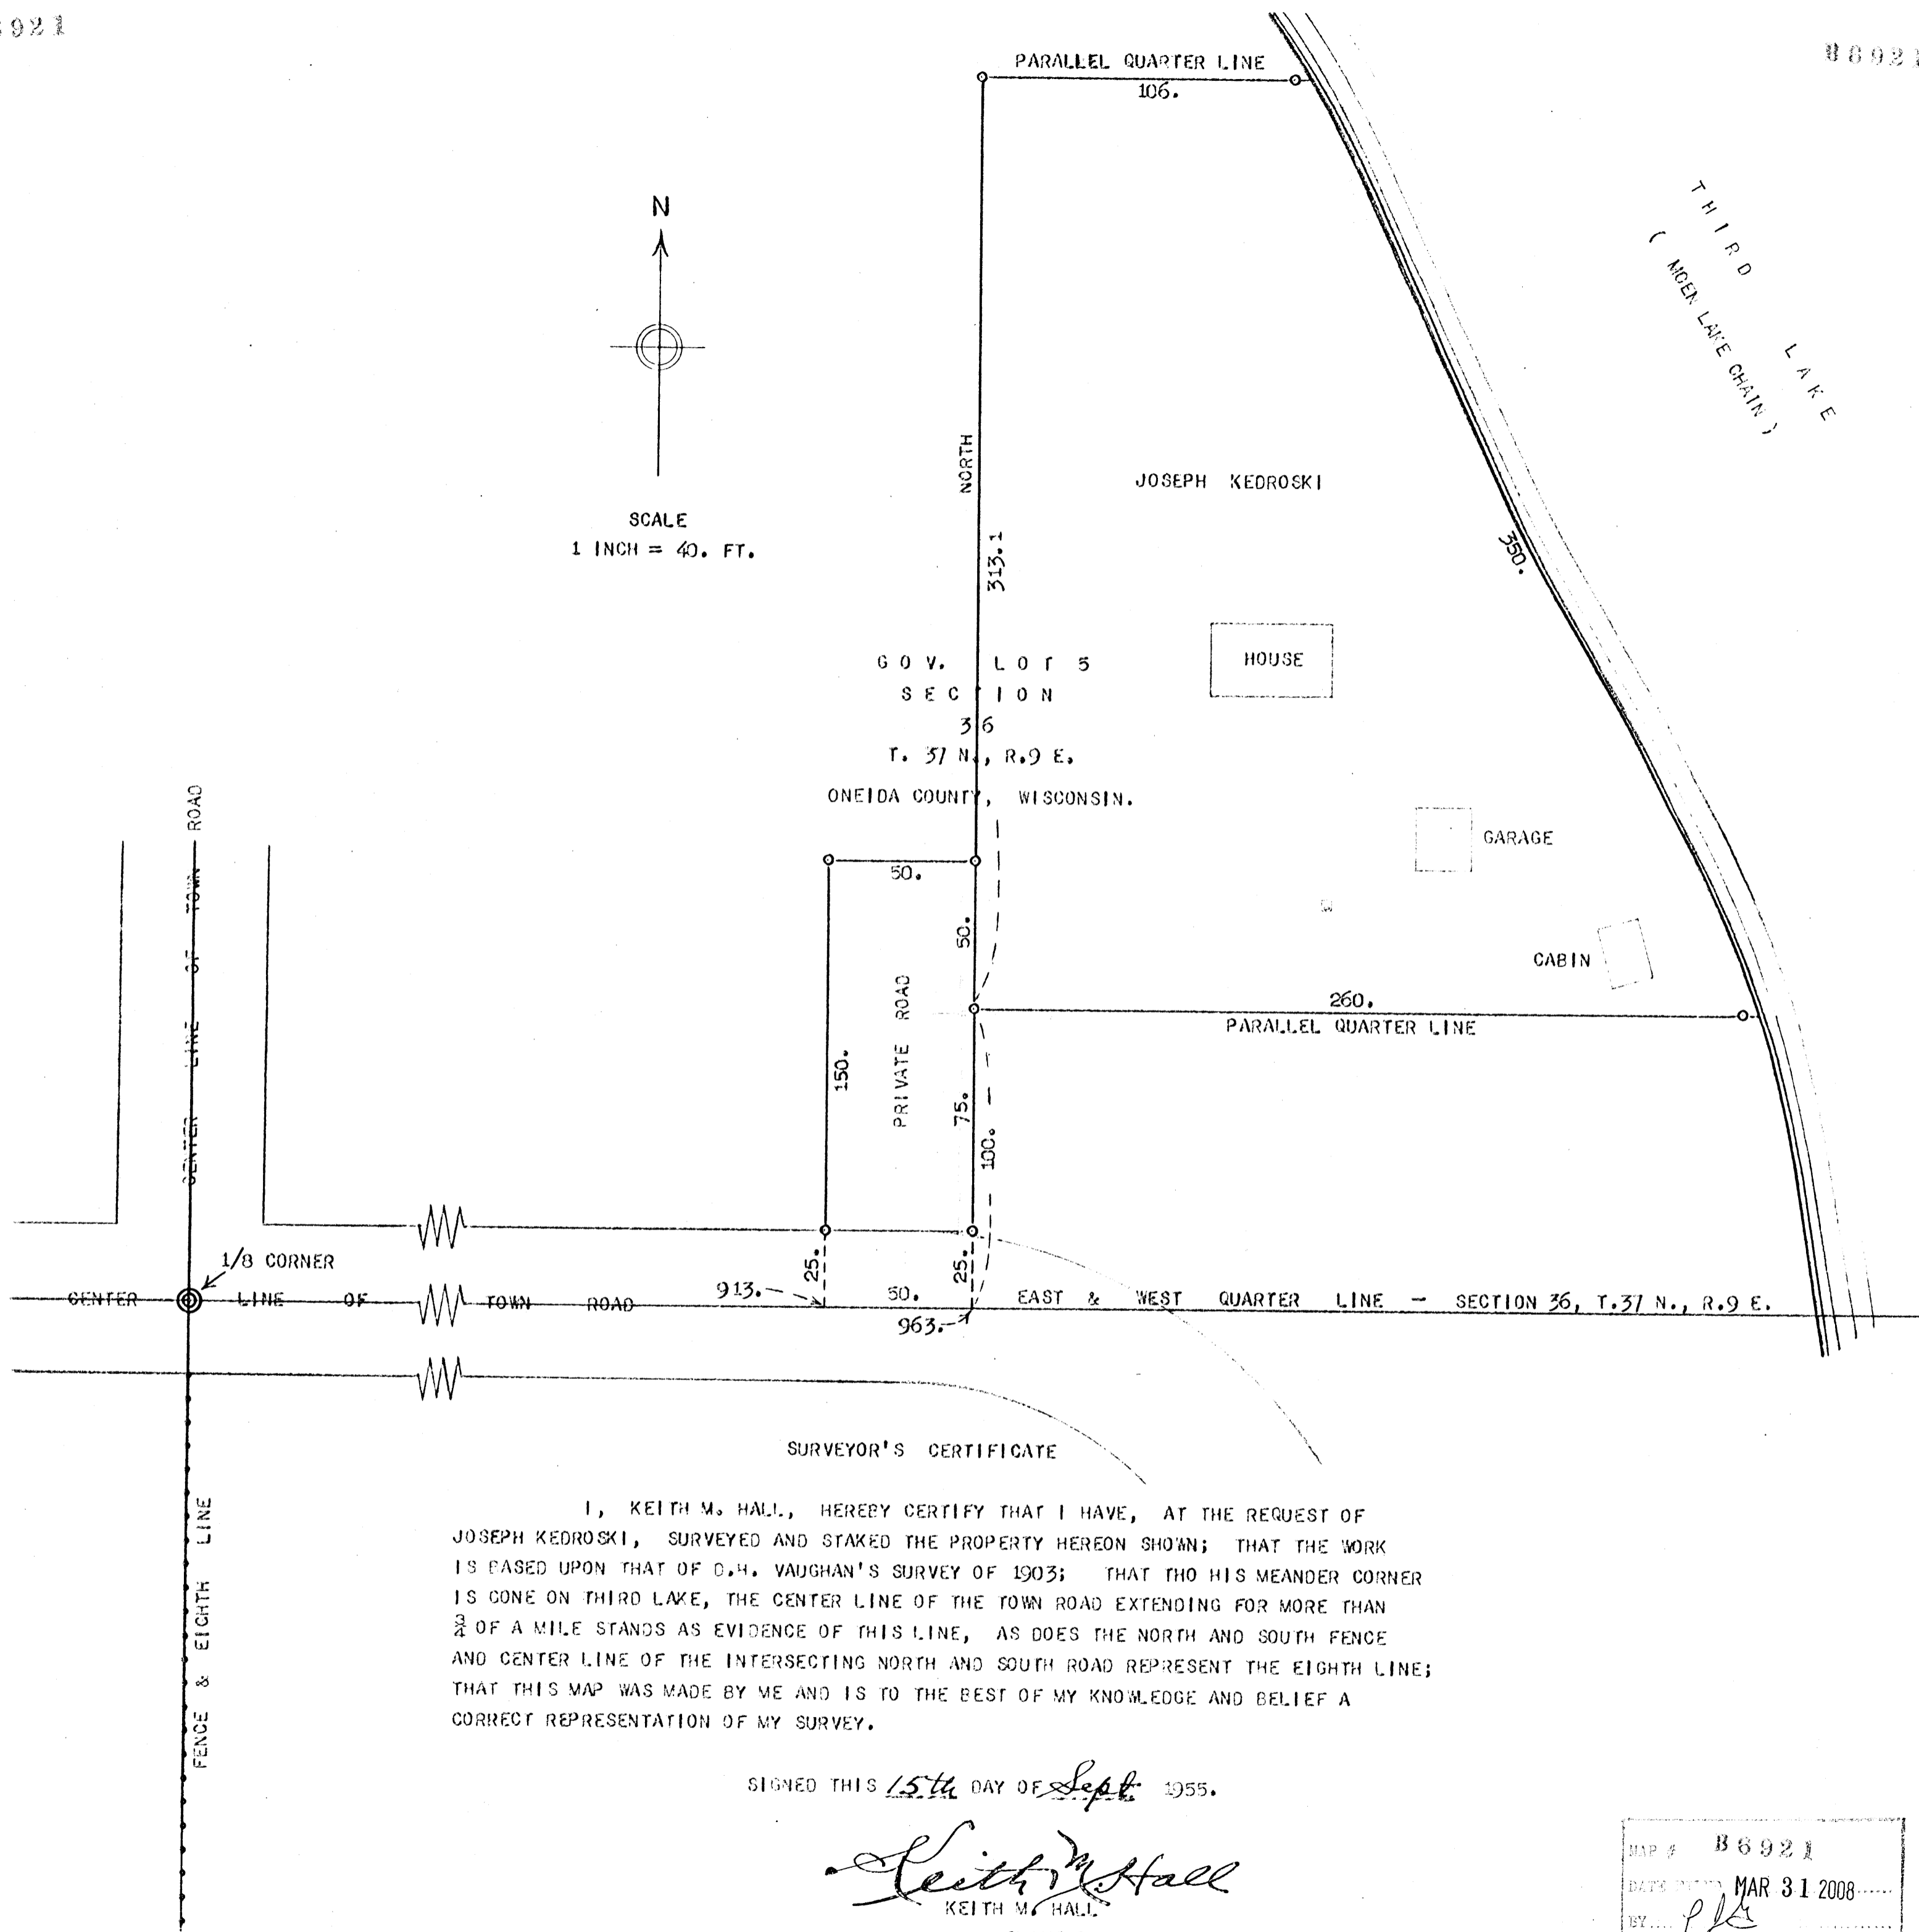 6921
B6921
PARALLEL QUARTER LINE
106.
THIRD LAKE
( MOEN LAKE CHAIN )
N
SCALE
1 INCH = 40. FT.
NORTH
313.1
JOSEPH KEDROSKI
350.
HOUSE
GOV. LOT 5
SECTION
36
T. 37 N., R.9 E.
ONEIDA COUNTY, WISCONSIN.
GARAGE
CABIN
50.
50.
260.
PARALLEL QUARTER LINE
PRIVATE ROAD
150.
75.
100.
CENTER LINE OF TOWN ROAD
1/8 CORNER
25.
25.
913.
50.
963.
CENTER LINE OF TOWN ROAD
EAST & WEST QUARTER LINE - SECTION 36, T.37 N., R.9 E.
FENCE & EIGHTH LINE
SURVEYOR'S CERTIFICATE
I, KEITH M. HALL, HEREBY CERTIFY THAT I HAVE, AT THE REQUEST OF
JOSEPH KEDROSKI, SURVEYED AND STAKED THE PROPERTY HEREON SHOWN; THAT THE WORK
IS BASED UPON THAT OF D.H. VAUGHAN'S SURVEY OF 1903; THAT THO HIS MEANDER CORNER
IS GONE ON THIRD LAKE, THE CENTER LINE OF THE TOWN ROAD EXTENDING FOR MORE THAN
3/4 OF A MILE STANDS AS EVIDENCE OF THIS LINE, AS DOES THE NORTH AND SOUTH FENCE
AND CENTER LINE OF THE INTERSECTING NORTH AND SOUTH ROAD REPRESENT THE EIGHTH LINE;
THAT THIS MAP WAS MADE BY ME AND IS TO THE BEST OF MY KNOWLEDGE AND BELIEF A
CORRECT REPRESENTATION OF MY SURVEY.
SIGNED THIS 15th DAY OF Sept 1955.
Keith M. Hall
KEITH M. HALL
MAP # B6921
DATE MAR 31 2008
BY